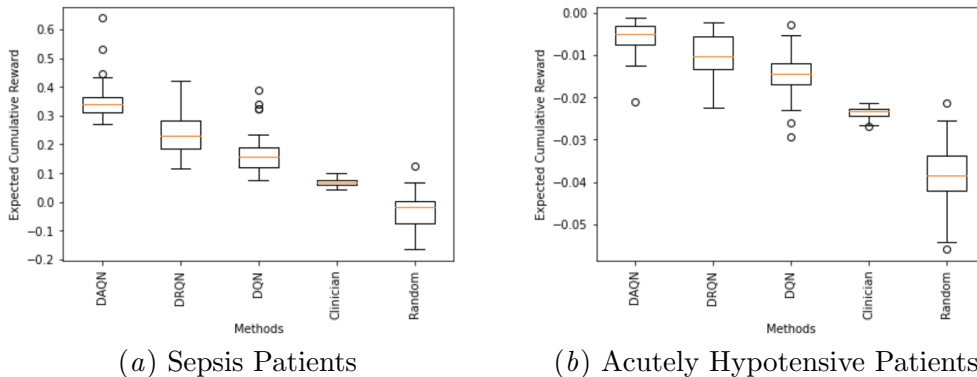 Expected Cumulative Reward
0.6
0.5
0.4
0.3
0.2
0.1
0.0
−0.1
−0.2
DAQN
DRQN
DQN
Clinician
Random
Methods
(a) Sepsis Patients
Expected Cumulative Reward
0.00
−0.01
−0.02
−0.03
−0.04
−0.05
DAQN
DRQN
DQN
Clinician
Random
Methods
(b) Acutely Hypotensive Patients